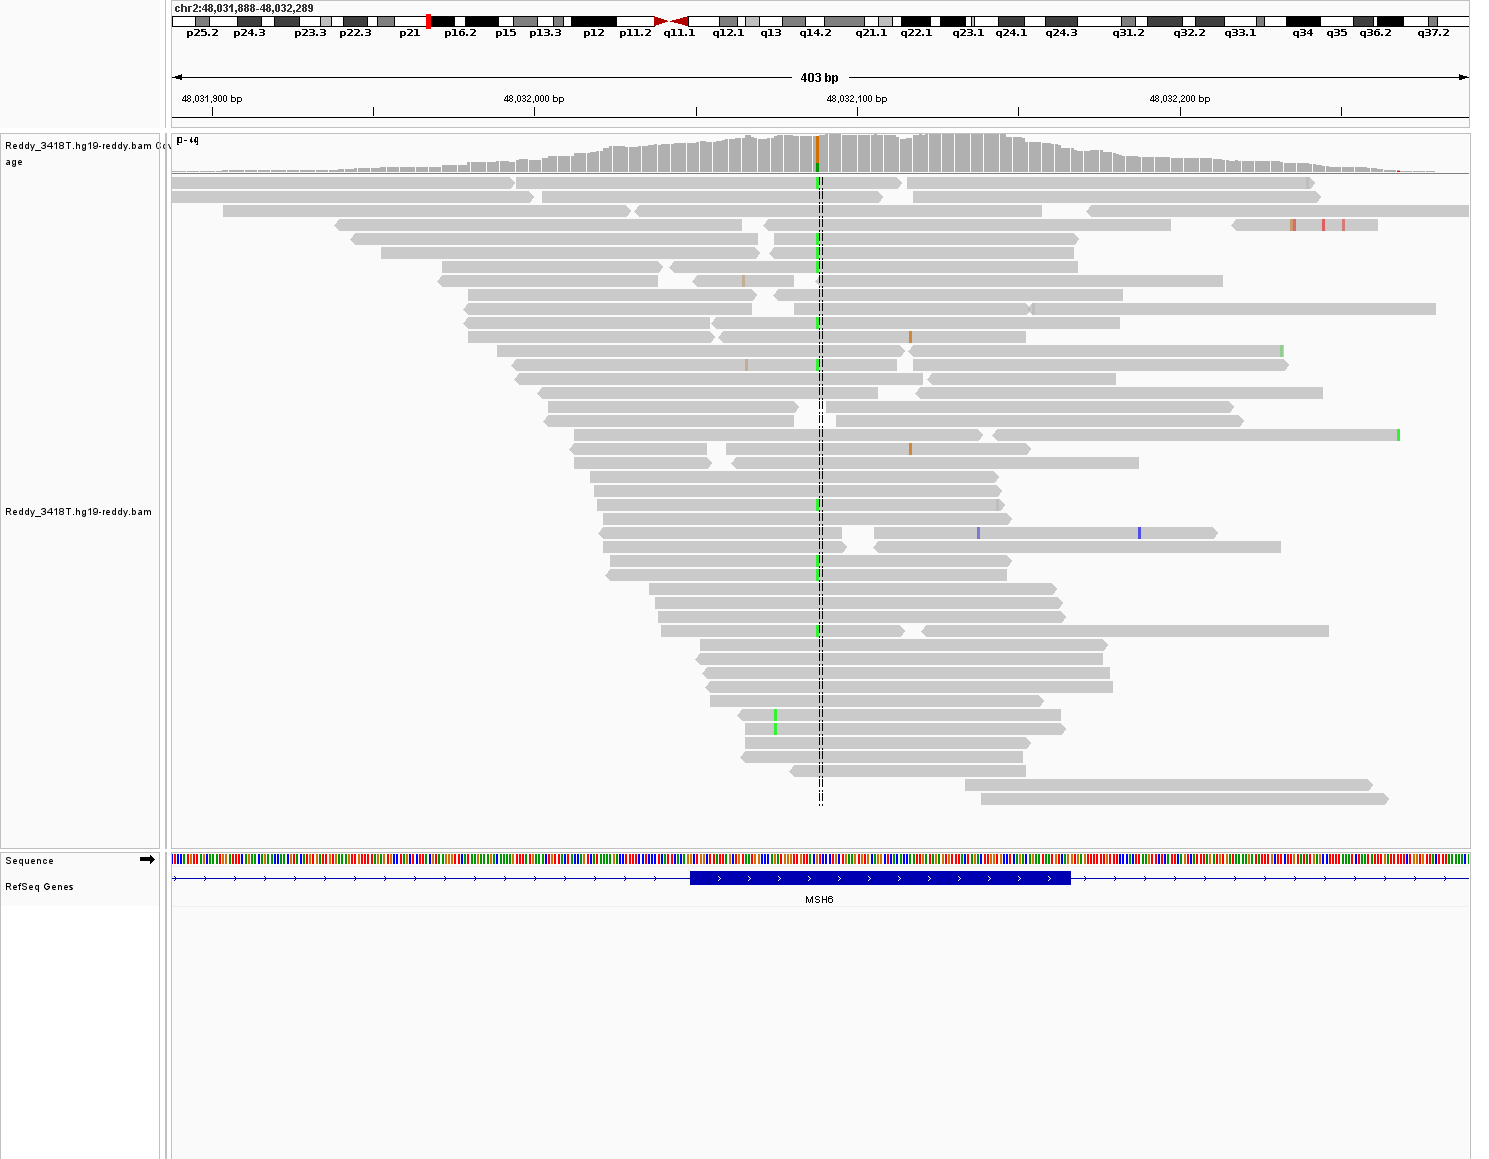 chr2:48,031,888-48,032,289
p25.2 p24.3 p23.3 p22.3 p21 p16.2 p15 p13.3 p12 p11.2 q11.1 q12.1 q13 q14.2 q21.1 q22.1 q23.1 q24.1 q24.3 q31.2 q32.2 q33.1 q34 q35 q36.2 q37.2
403 bp
48,031,900 bp 48,032,000 bp 48,032,100 bp 48,032,200 bp
Reddy_3418T.hg19-reddy.bam Cov
age
Reddy_3418T.hg19-reddy.bam
Sequence
RefSeq Genes
MSH6